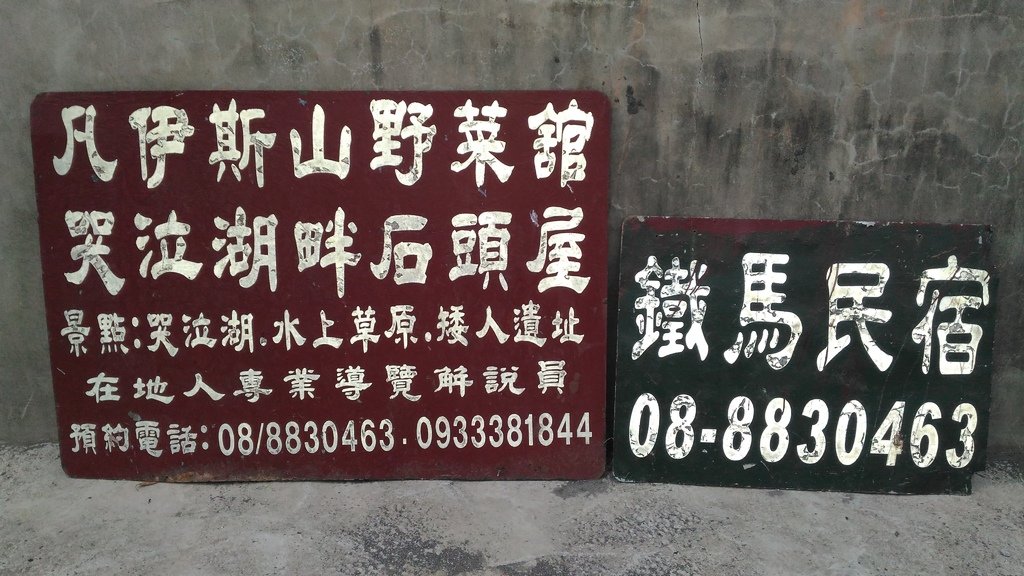 凡伊斯山野菜舘
哭泣湖畔石頭屋
景點:哭泣湖.水上草原.矮人遺址
在地人專業導覽解說員
預約電話:08/8830463.0933381844
鐵馬民宿
08-8830463